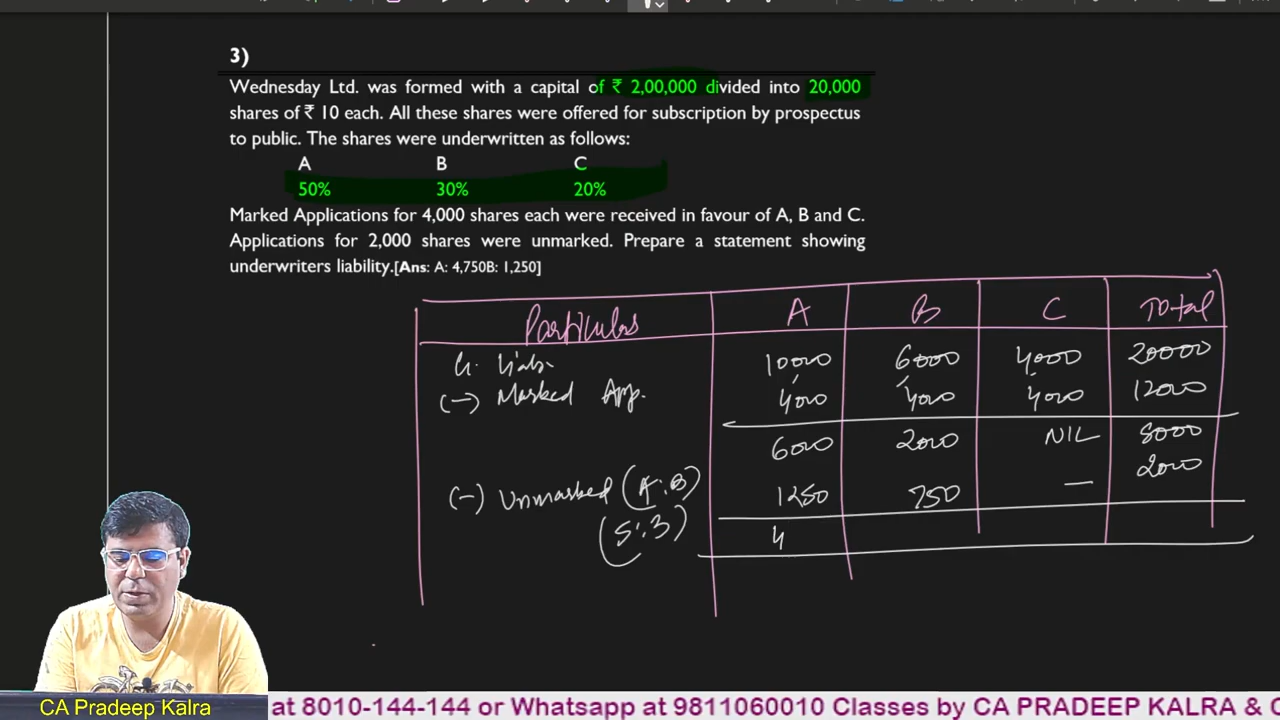 3)
Wednesday Ltd. was formed with a capital of ₹ 2,00,000 divided into 20,000
shares of ₹ 10 each. All these shares were offered for subscription by prospectus
to public. The shares were underwritten as follows:
A B C
50% 30% 20%
Marked Applications for 4,000 shares each were received in favour of A, B and C.
Applications for 2,000 shares were unmarked. Prepare a statement showing
underwriters liability.[Ans: A: 4,750B: 1,250]
Particulars A B C Total
G. Liab. 10000 6000 4000 20000
(-) Marked App. 4000 4000 4000 12000
6000 2000 NIL 8000
2000
(-) Unmarked (A:B) 1250 750 —
(5:3)
4
CA Pradeep Kalra
at 8010-144-144 or Whatsapp at 9811060010 Classes by CA PRADEEP KALRA & C